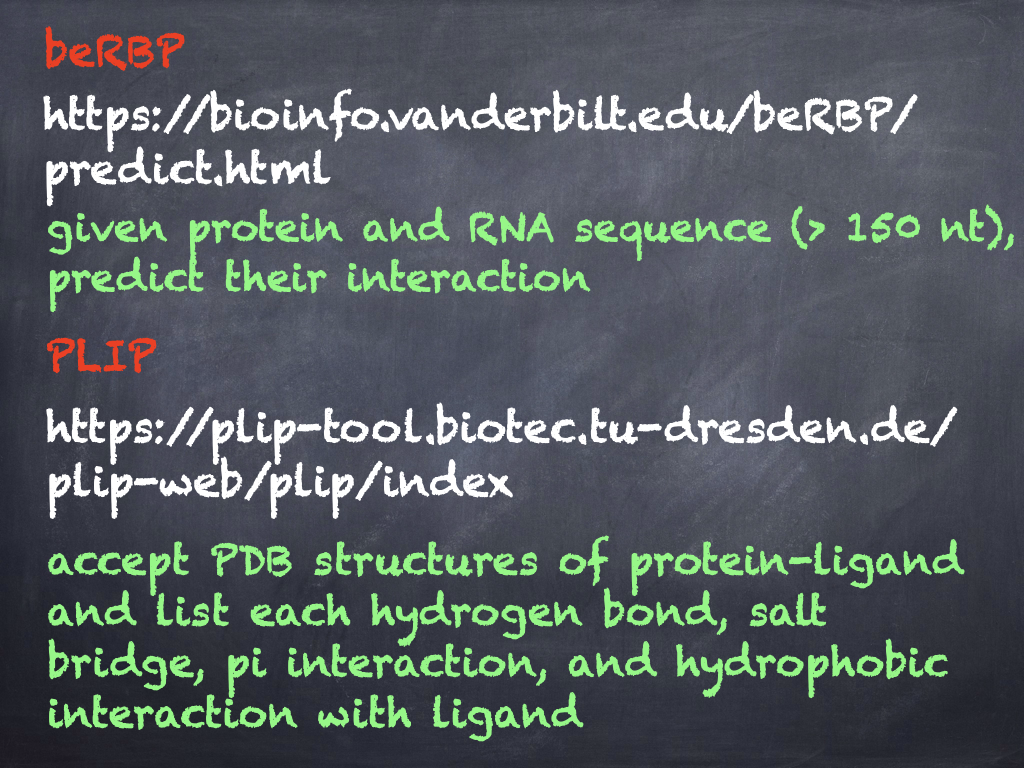 beRBP
https://bioinfo.vanderbilt.edu/beRBP/
predict.html
given protein and RNA sequence (> 150 nt),
predict their interaction
PLIP
https://plip-tool.biotec.tu-dresden.de/
plip-web/plip/index
accept PDB structures of protein-ligand
and list each hydrogen bond, salt
bridge, pi interaction, and hydrophobic
interaction with ligand